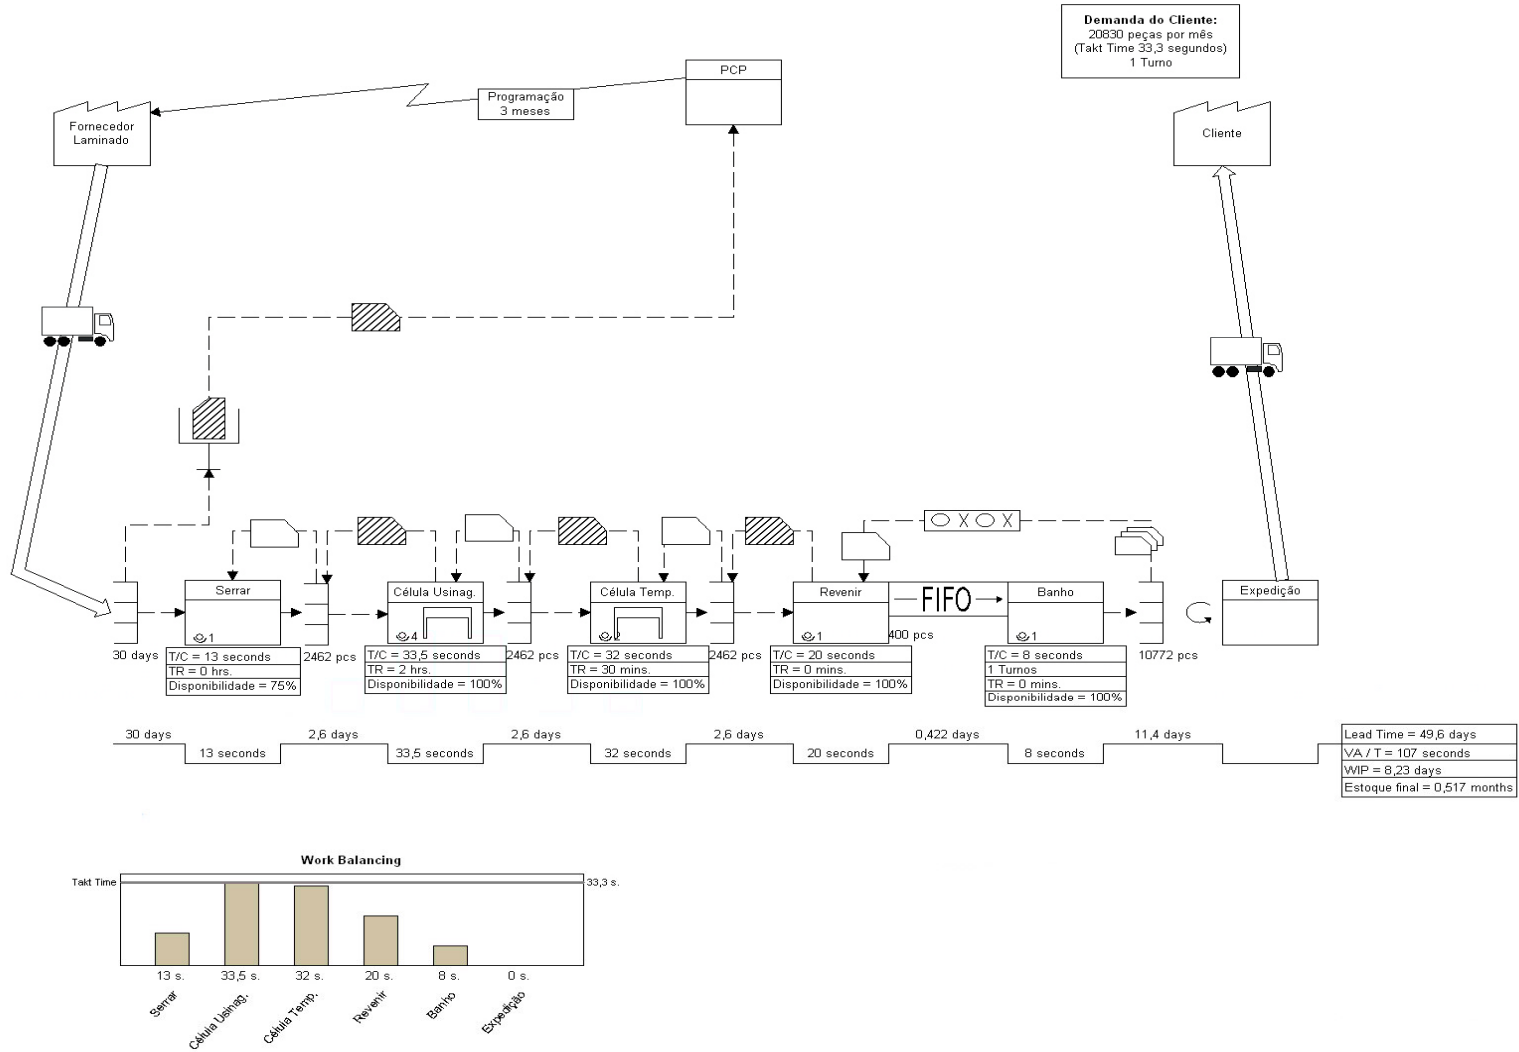 Demanda do Cliente:
20830 peças por mês
(Takt Time 33,3 segundos)
1 Turno
PCP
Programação
3 meses
Fornecedor
Laminado
Cliente
Serrar
1
Célula Usinag.
4
Célula Temp.
2
Revenir
1
FIFO
Banho
1
Expedição
400 pcs
30 days
2462 pcs
2462 pcs
2462 pcs
10772 pcs
T/C = 13 seconds
TR = 0 hrs.
Disponibilidade = 75%
T/C = 33,5 seconds
TR = 2 hrs.
Disponibilidade = 100%
T/C = 32 seconds
TR = 30 mins.
Disponibilidade = 100%
T/C = 20 seconds
TR = 0 mins.
Disponibilidade = 100%
T/C = 8 seconds
1 Turnos
TR = 0 mins.
Disponibilidade = 100%
30 days
2,6 days
2,6 days
2,6 days
0,422 days
11,4 days
13 seconds
33,5 seconds
32 seconds
20 seconds
8 seconds
Lead Time = 49,6 days
VA / T = 107 seconds
WIP = 8,23 days
Estoque final = 0,517 months
Work Balancing
Takt Time
33,3 s.
13 s.
33,5 s.
32 s.
20 s.
8 s.
0 s.
Serrar
Célula Usinag.
Célula Temp.
Revenir
Banho
Expedição